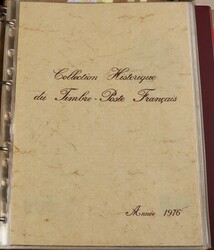 Collection Historique
du Timbre-Poste Français
Année 1976